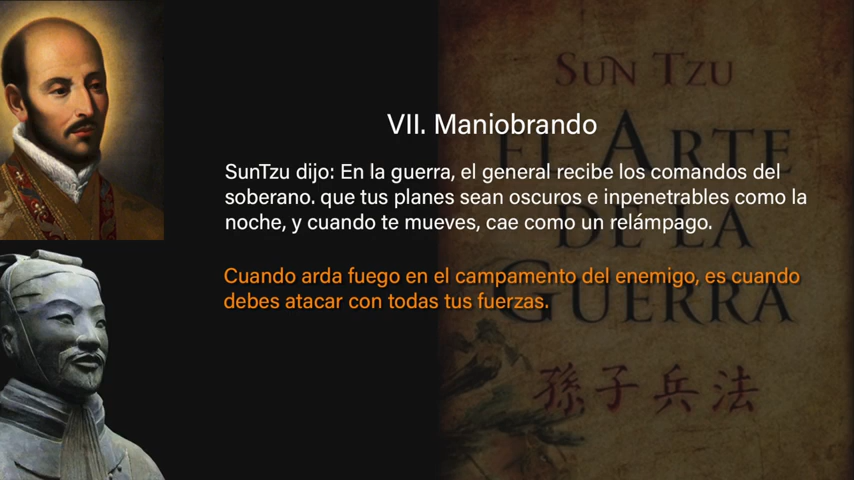 VII. Maniobrando
SunTzu dijo: En la guerra, el general recibe los comandos del
soberano. que tus planes sean oscuros e inpenetrables como la
noche, y cuando te mueves, cae como un relámpago.
Cuando arda fuego en el campamento del enemigo, es cuando
debes atacar con todas tus fuerzas.
SUN TZU
EL ARTE
DE LA
GUERRA
孫子兵法